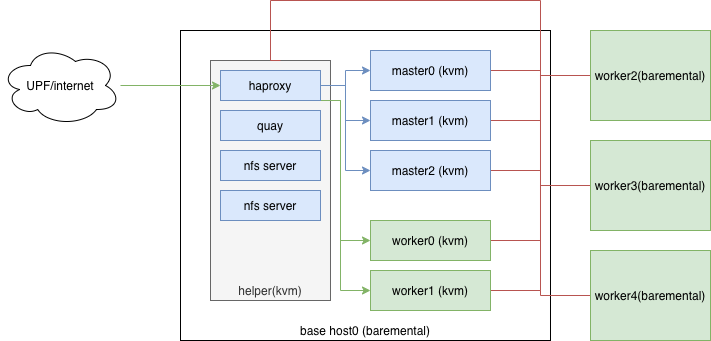 UPF/internet
haproxy
quay
nfs server
nfs server
helper(kvm)
master0 (kvm)
master1 (kvm)
master2 (kvm)
worker0 (kvm)
worker1 (kvm)
base host0 (baremental)
worker2(baremental)
worker3(baremental)
worker4(baremental)